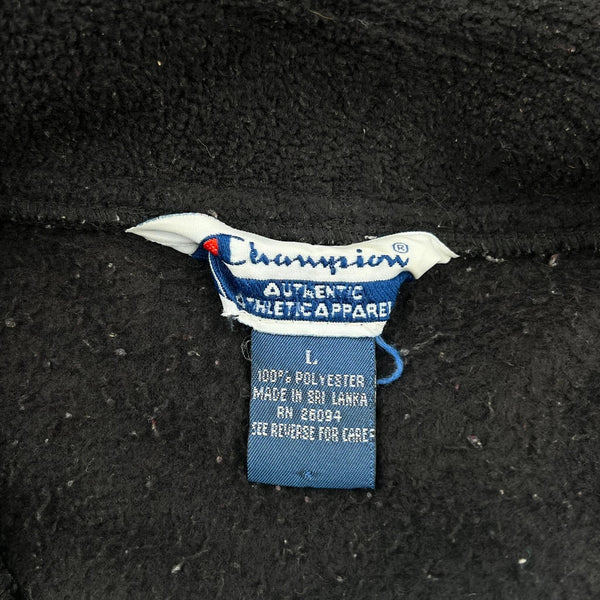 Champion®
AUTHENTIC
ATHLETIC APPAREL
L
100% POLYESTER
MADE IN SRI LANKA
RN 26094
SEE REVERSE FOR CARE